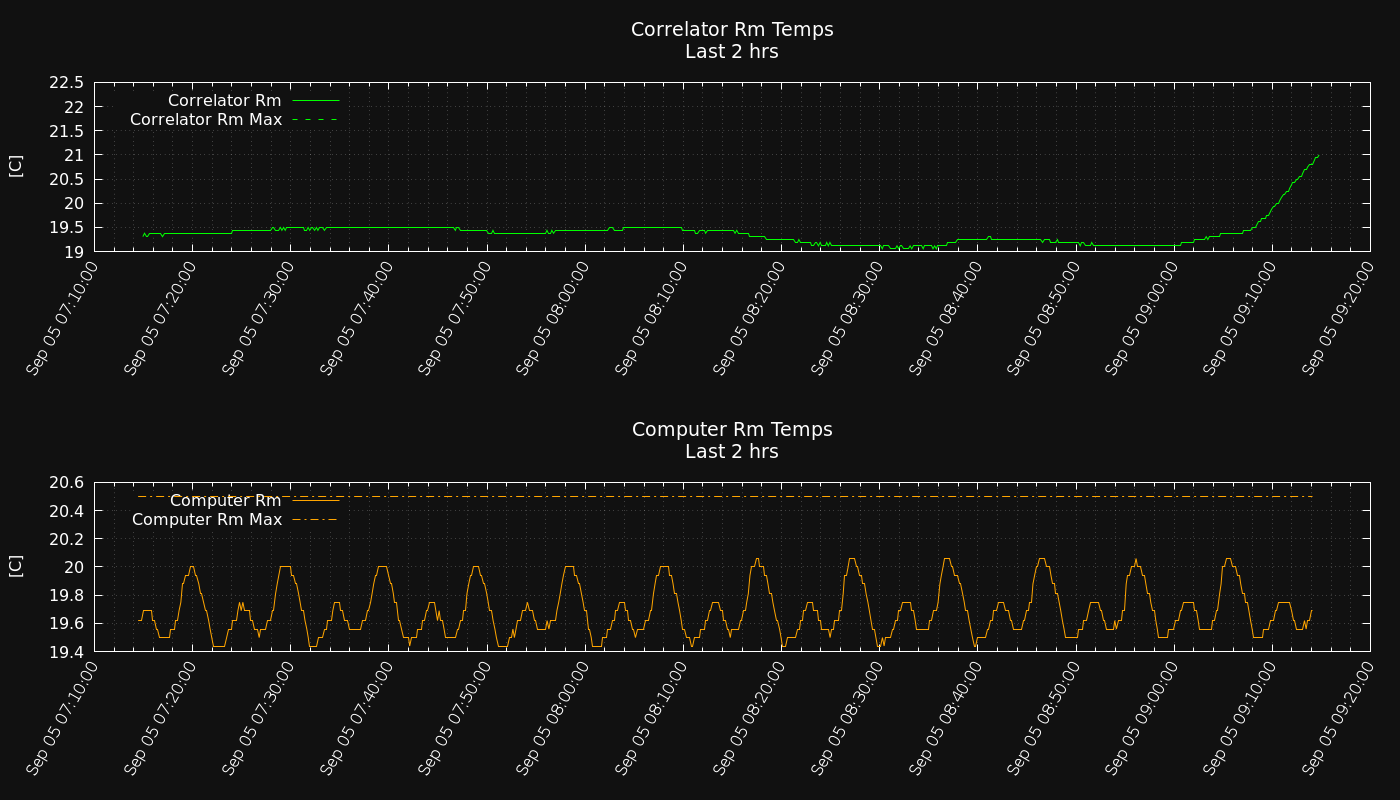 Correlator Rm Temps
Last 2 hrs
22.5
22
21.5
21
20.5
20
19.5
19
[C]
Correlator Rm
Correlator Rm Max
Sep 05 07:10:00
Sep 05 07:20:00
Sep 05 07:30:00
Sep 05 07:40:00
Sep 05 07:50:00
Sep 05 08:00:00
Sep 05 08:10:00
Sep 05 08:20:00
Sep 05 08:30:00
Sep 05 08:40:00
Sep 05 08:50:00
Sep 05 09:00:00
Sep 05 09:10:00
Sep 05 09:20:00
Computer Rm Temps
Last 2 hrs
20.6
20.4
20.2
20
19.8
19.6
19.4
[C]
Computer Rm
Computer Rm Max
Sep 05 07:10:00
Sep 05 07:20:00
Sep 05 07:30:00
Sep 05 07:40:00
Sep 05 07:50:00
Sep 05 08:00:00
Sep 05 08:10:00
Sep 05 08:20:00
Sep 05 08:30:00
Sep 05 08:40:00
Sep 05 08:50:00
Sep 05 09:00:00
Sep 05 09:10:00
Sep 05 09:20:00